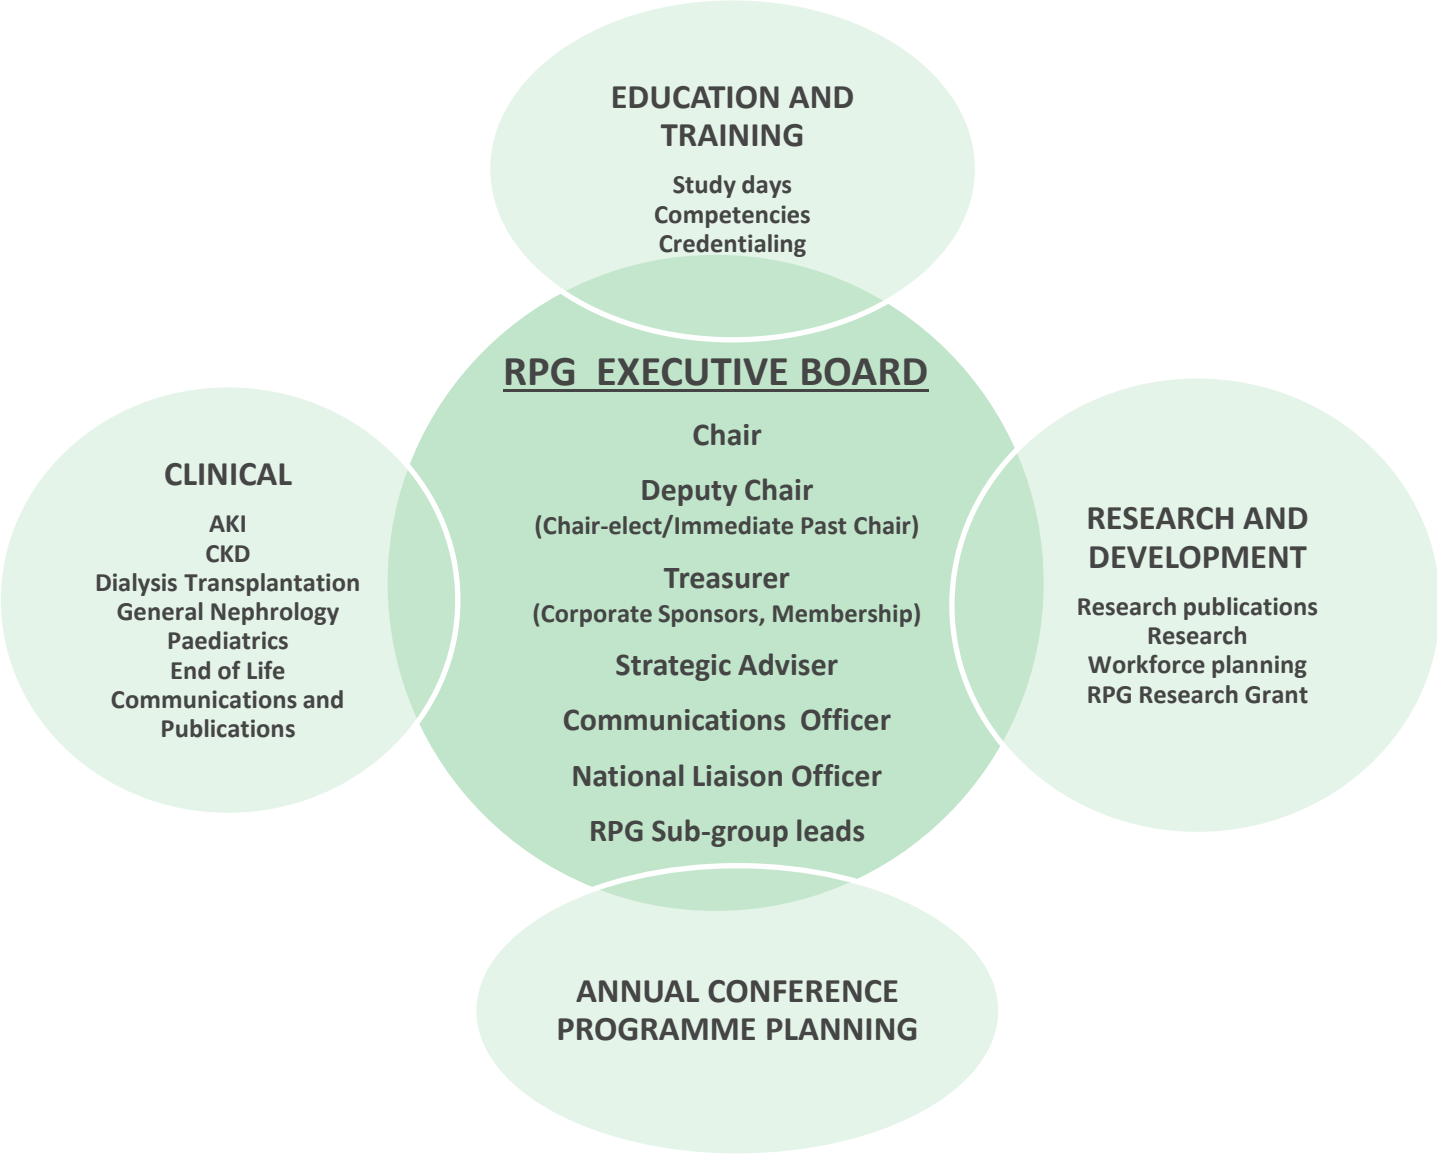 EDUCATION AND
TRAINING
Study days
Competencies
Credentialing
RPG  EXECUTIVE BOARD
Chair
Deputy Chair
(Chair-elect/Immediate Past Chair)
Treasurer
(Corporate Sponsors, Membership)
Strategic Adviser
Communications  Officer
National Liaison Officer
RPG Sub-group leads
CLINICAL
AKI
CKD
Dialysis Transplantation
General Nephrology
Paediatrics
End of Life
Communications and
Publications
RESEARCH AND
DEVELOPMENT
Research publications
Research
Workforce planning
RPG Research Grant
ANNUAL CONFERENCE
PROGRAMME PLANNING